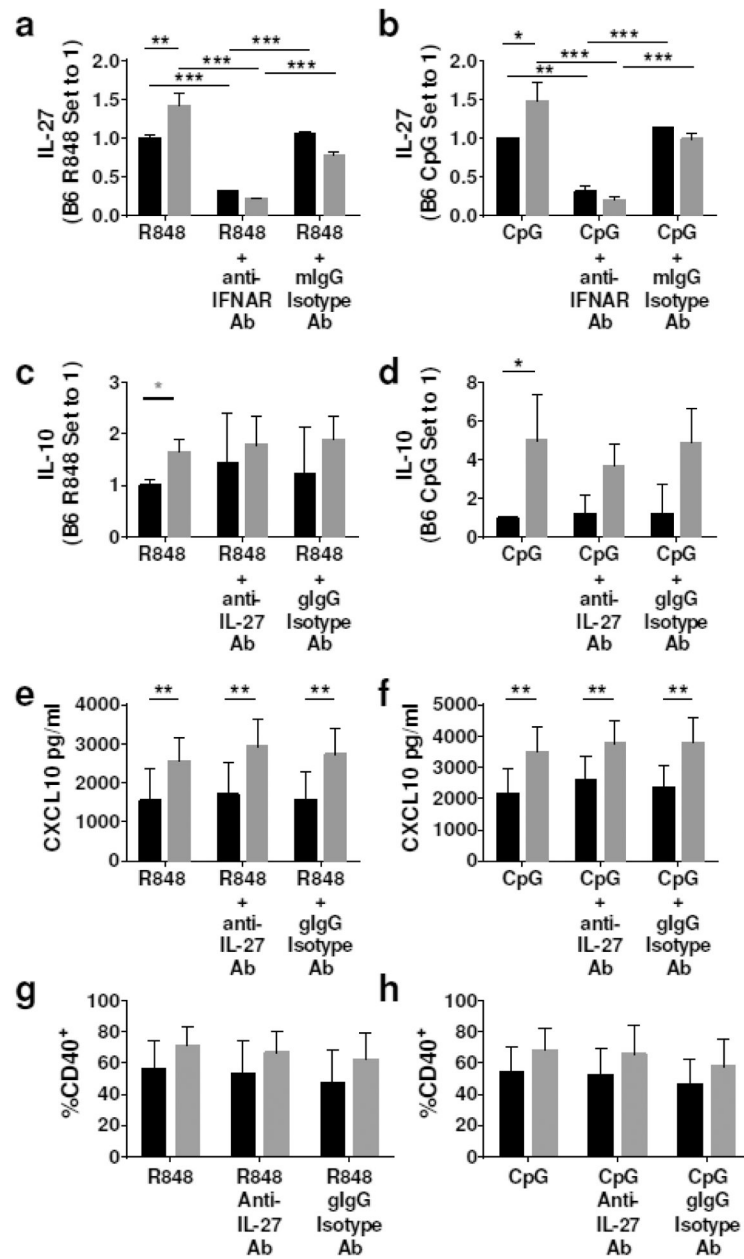 a
IL-27
(B6 R848 Set to 1)
2.0
1.5
1.0
0.5
0.0
**
***
***
***
***
R848
R848
+
anti-
IFNAR
Ab
R848
+
mIgG
Isotype
Ab
b
IL-27
(B6 CpG Set to 1)
2.0
1.5
1.0
0.5
0.0
*
***
***
**
***
CpG
CpG
+
anti-
IFNAR
Ab
CpG
+
mIgG
Isotype
Ab
c
IL-10
(B6 R848 Set to 1)
3
2
1
0
*
R848
R848
+
anti-
IL-27
Ab
R848
+
gIgG
Isotype
Ab
d
IL-10
(B6 CpG Set to 1)
8
6
4
2
0
*
CpG
CpG
+
anti-
IL-27
Ab
CpG
+
gIgG
Isotype
Ab
e
CXCL10 pg/ml
4000
3000
2000
1000
0
**
**
**
R848
R848
+
anti-
IL-27
Ab
R848
+
gIgG
Isotype
Ab
f
CXCL10 pg/ml
5000
4000
3000
2000
1000
0
**
**
**
CpG
CpG
+
anti-
IL-27
Ab
CpG
+
gIgG
Isotype
Ab
g
%CD40+
100
80
60
40
20
0
R848
R848
Anti-
IL-27
Ab
R848
gIgG
Isotype
Ab
h
%CD40+
100
80
60
40
20
0
CpG
CpG
Anti-
IL-27
Ab
CpG
gIgG
Isotype
Ab